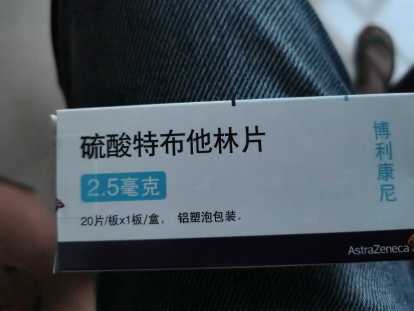 硫酸特布他林片
2.5毫克
20片/板x1板/盒。 铝塑泡包装。
博利康尼
AstraZeneca